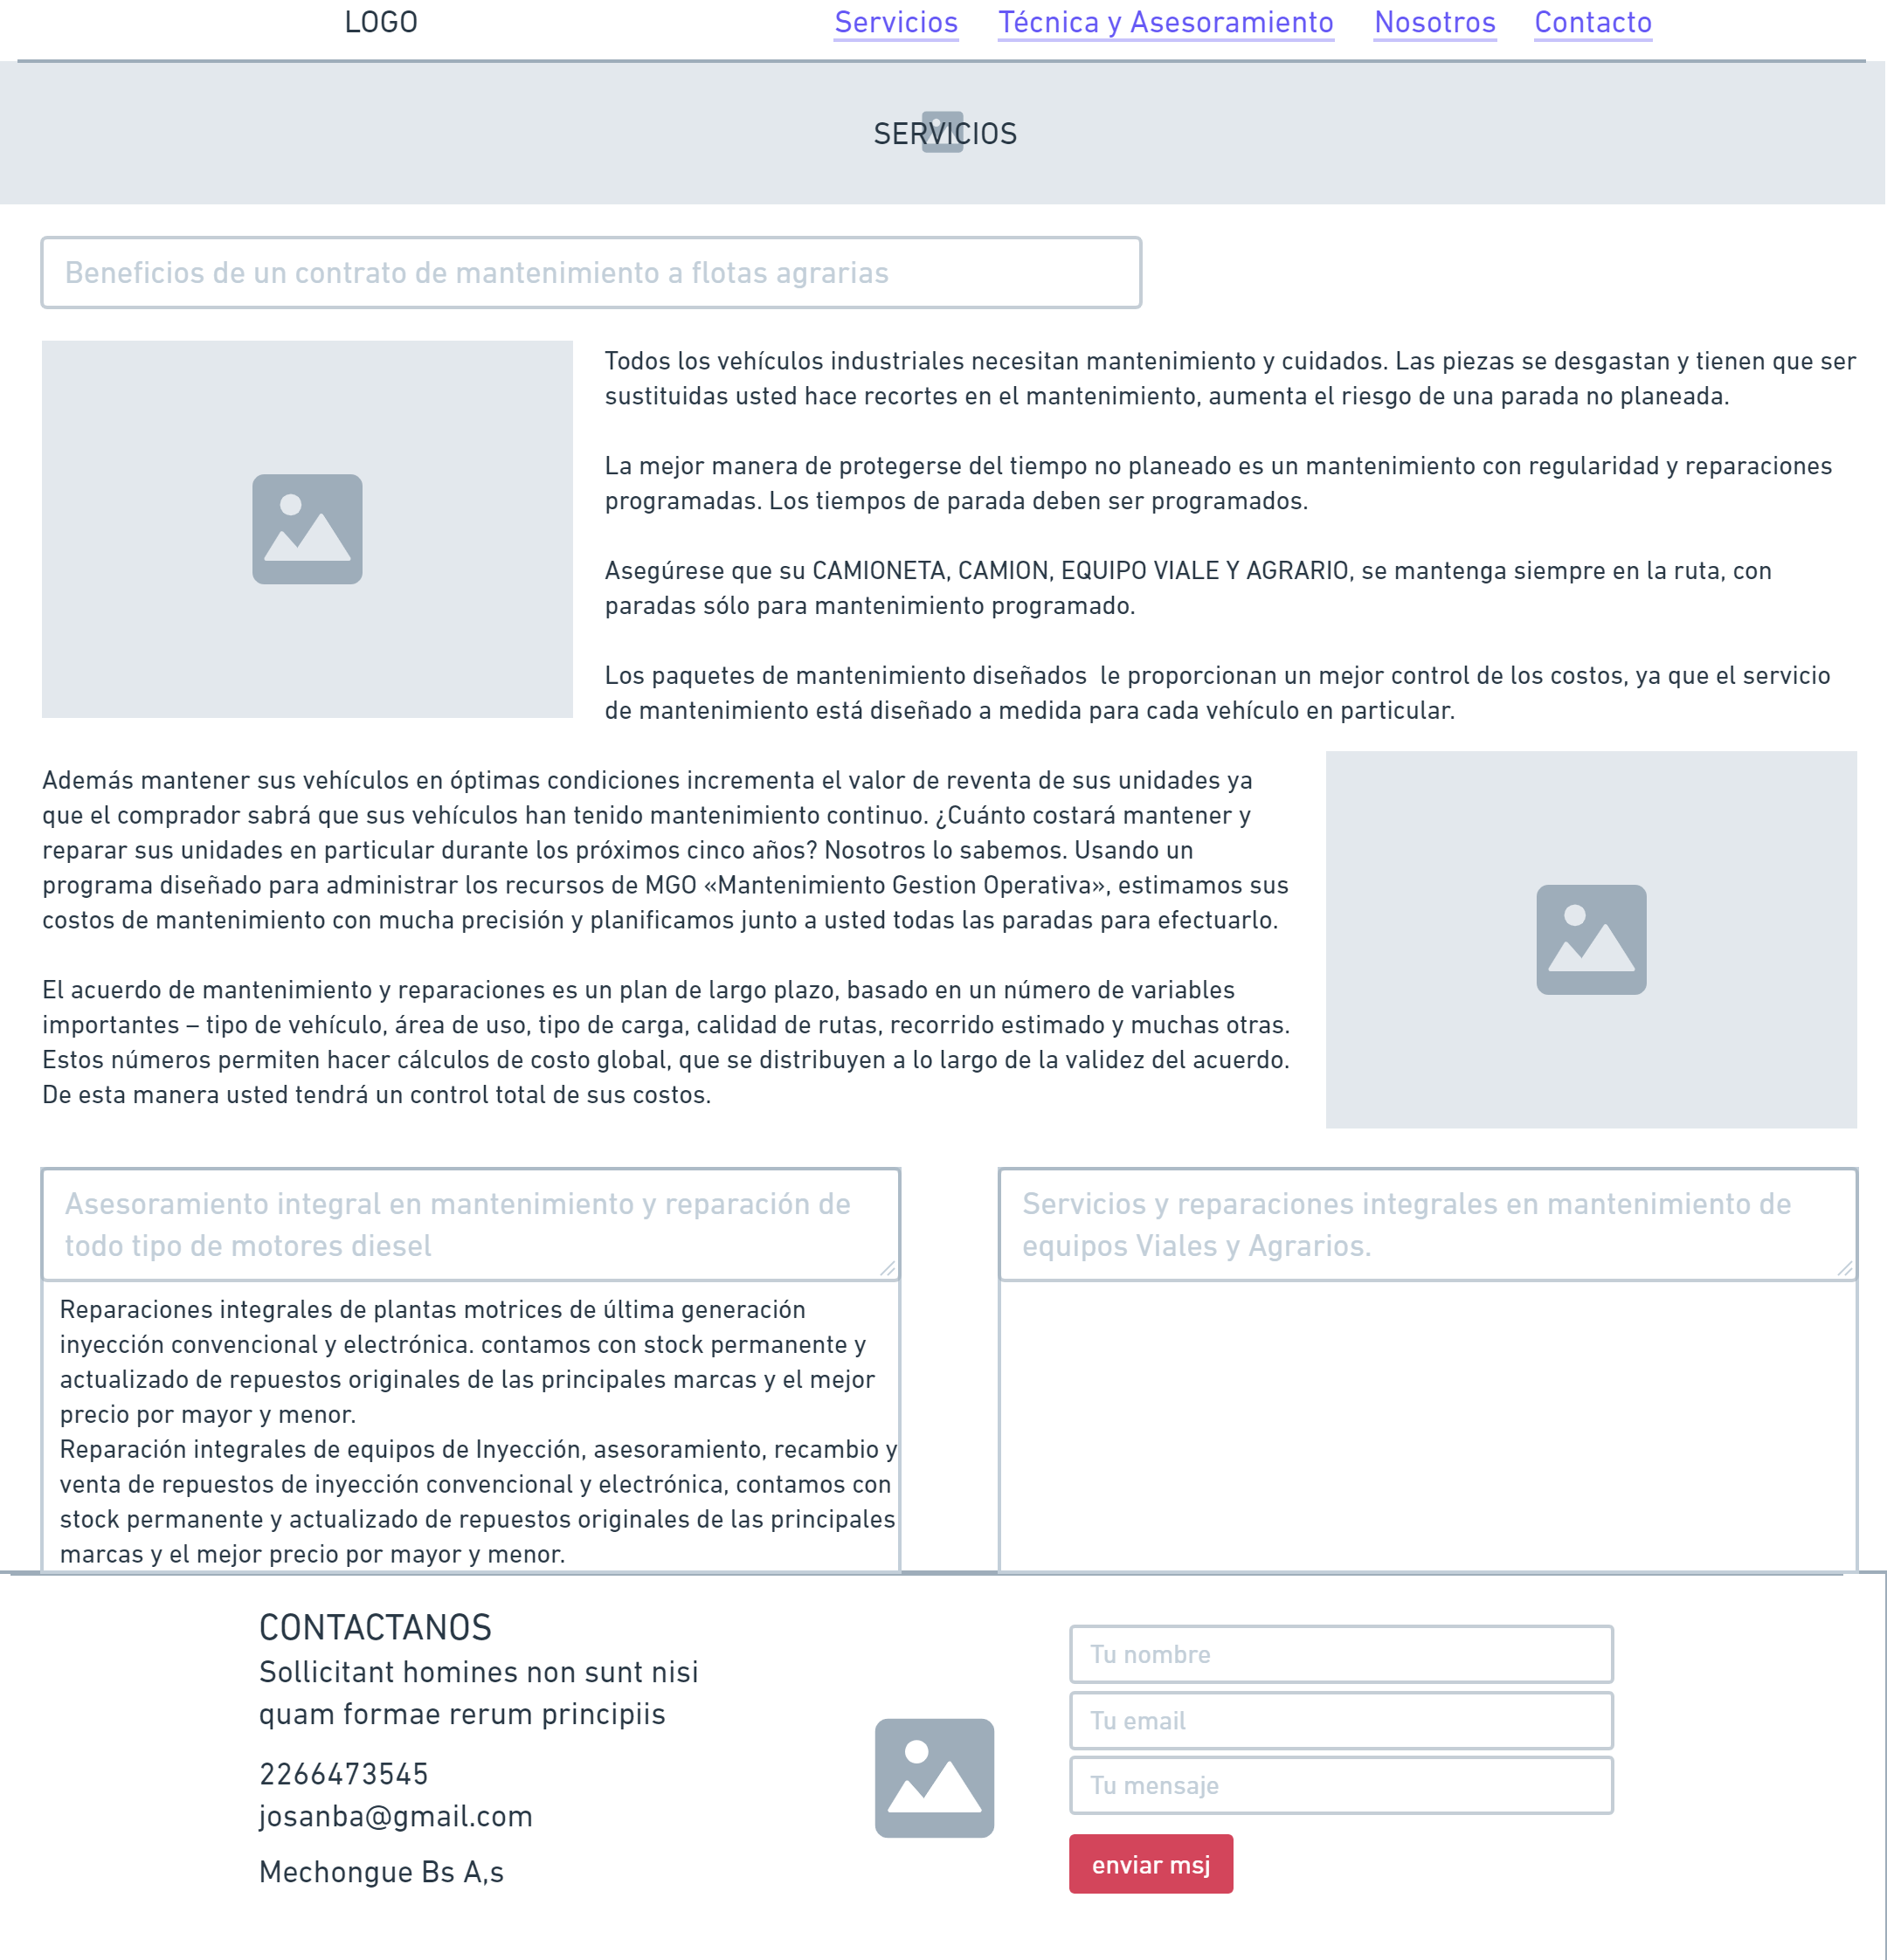 LOGO
Servicios Técnica y Asesoramiento Nosotros Contacto
SERVICIOS
Beneficios de un contrato de mantenimiento a flotas agrarias
Todos los vehículos industriales necesitan mantenimiento y cuidados. Las piezas se desgastan y tienen que ser
sustituidas usted hace recortes en el mantenimiento, aumenta el riesgo de una parada no planeada.
La mejor manera de protegerse del tiempo no planeado es un mantenimiento con regularidad y reparaciones
programadas. Los tiempos de parada deben ser programados.
Asegúrese que su CAMIONETA, CAMION, EQUIPO VIALE Y AGRARIO, se mantenga siempre en la ruta, con
paradas sólo para mantenimiento programado.
Los paquetes de mantenimiento diseñados  le proporcionan un mejor control de los costos, ya que el servicio
de mantenimiento está diseñado a medida para cada vehículo en particular.
Además mantener sus vehículos en óptimas condiciones incrementa el valor de reventa de sus unidades ya
que el comprador sabrá que sus vehículos han tenido mantenimiento continuo. ¿Cuánto costará mantener y
reparar sus unidades en particular durante los próximos cinco años? Nosotros lo sabemos. Usando un
programa diseñado para administrar los recursos de MGO «Mantenimiento Gestion Operativa», estimamos sus
costos de mantenimiento con mucha precisión y planificamos junto a usted todas las paradas para efectuarlo.
El acuerdo de mantenimiento y reparaciones es un plan de largo plazo, basado en un número de variables
importantes – tipo de vehículo, área de uso, tipo de carga, calidad de rutas, recorrido estimado y muchas otras.
Estos números permiten hacer cálculos de costo global, que se distribuyen a lo largo de la validez del acuerdo.
De esta manera usted tendrá un control total de sus costos.
Asesoramiento integral en mantenimiento y reparación de
todo tipo de motores diesel
Reparaciones integrales de plantas motrices de última generación
inyección convencional y electrónica. contamos con stock permanente y
actualizado de repuestos originales de las principales marcas y el mejor
precio por mayor y menor.
Reparación integrales de equipos de Inyección, asesoramiento, recambio y
venta de repuestos de inyección convencional y electrónica, contamos con
stock permanente y actualizado de repuestos originales de las principales
marcas y el mejor precio por mayor y menor.
Servicios y reparaciones integrales en mantenimiento de
equipos Viales y Agrarios.
CONTACTANOS
Sollicitant homines non sunt nisi
quam formae rerum principiis
2266473545
josanba@gmail.com
Mechongue Bs A,s
Tu nombre
Tu email
Tu mensaje
enviar msj